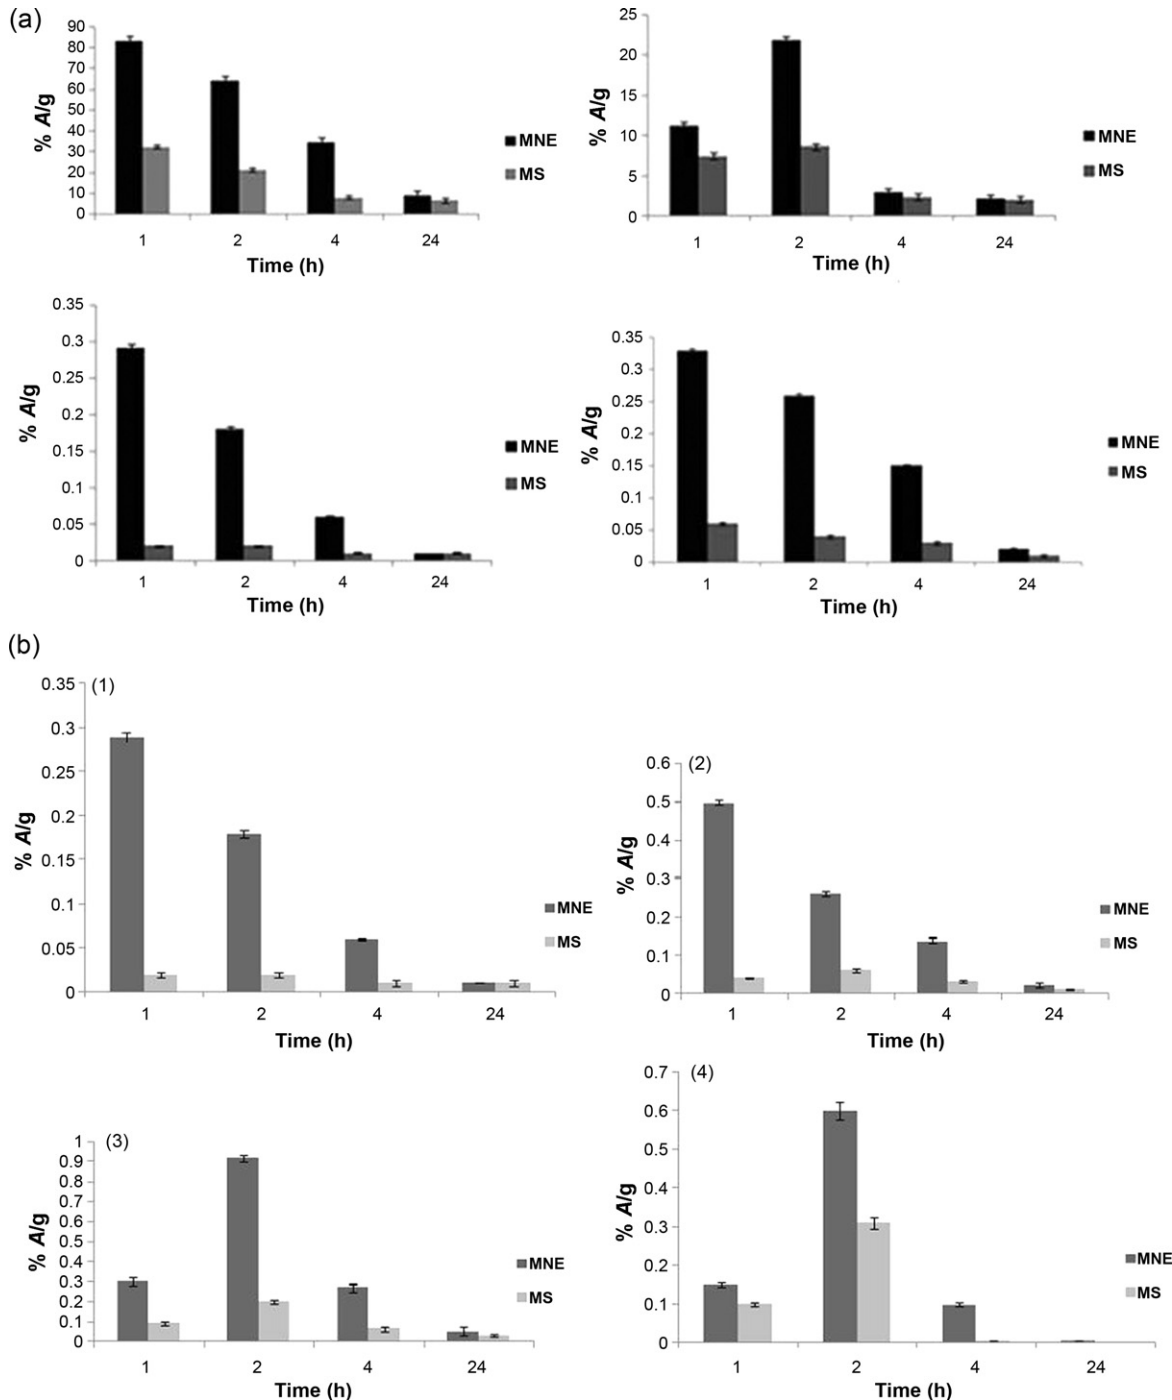 (a)
90
80
70
60
50
40
30
20
10
0
% A/g
1 2 4 24
Time (h)
MNE
MS
25
20
15
10
5
0
% A/g
1 2 4 24
Time (h)
MNE
MS
0.35
0.3
0.25
0.2
0.15
0.1
0.05
0
% A/g
1 2 4 24
Time (h)
MNE
MS
0.35
0.3
0.25
0.2
0.15
0.1
0.05
0
% A/g
1 2 4 24
Time (h)
MNE
MS
(b)
(1)
0.35
0.3
0.25
0.2
0.15
0.1
0.05
0
% A/g
1 2 4 24
Time (h)
MNE
MS
(2)
0.6
0.5
0.4
0.3
0.2
0.1
0
% A/g
1 2 4 24
Time (h)
MNE
MS
(3)
1
0.9
0.8
0.7
0.6
0.5
0.4
0.3
0.2
0.1
0
% A/g
1 2 4 24
Time (h)
MNE
MS
(4)
0.7
0.6
0.5
0.4
0.3
0.2
0.1
0
% A/g
1 2 4 24
Time (h)
MNE
MS